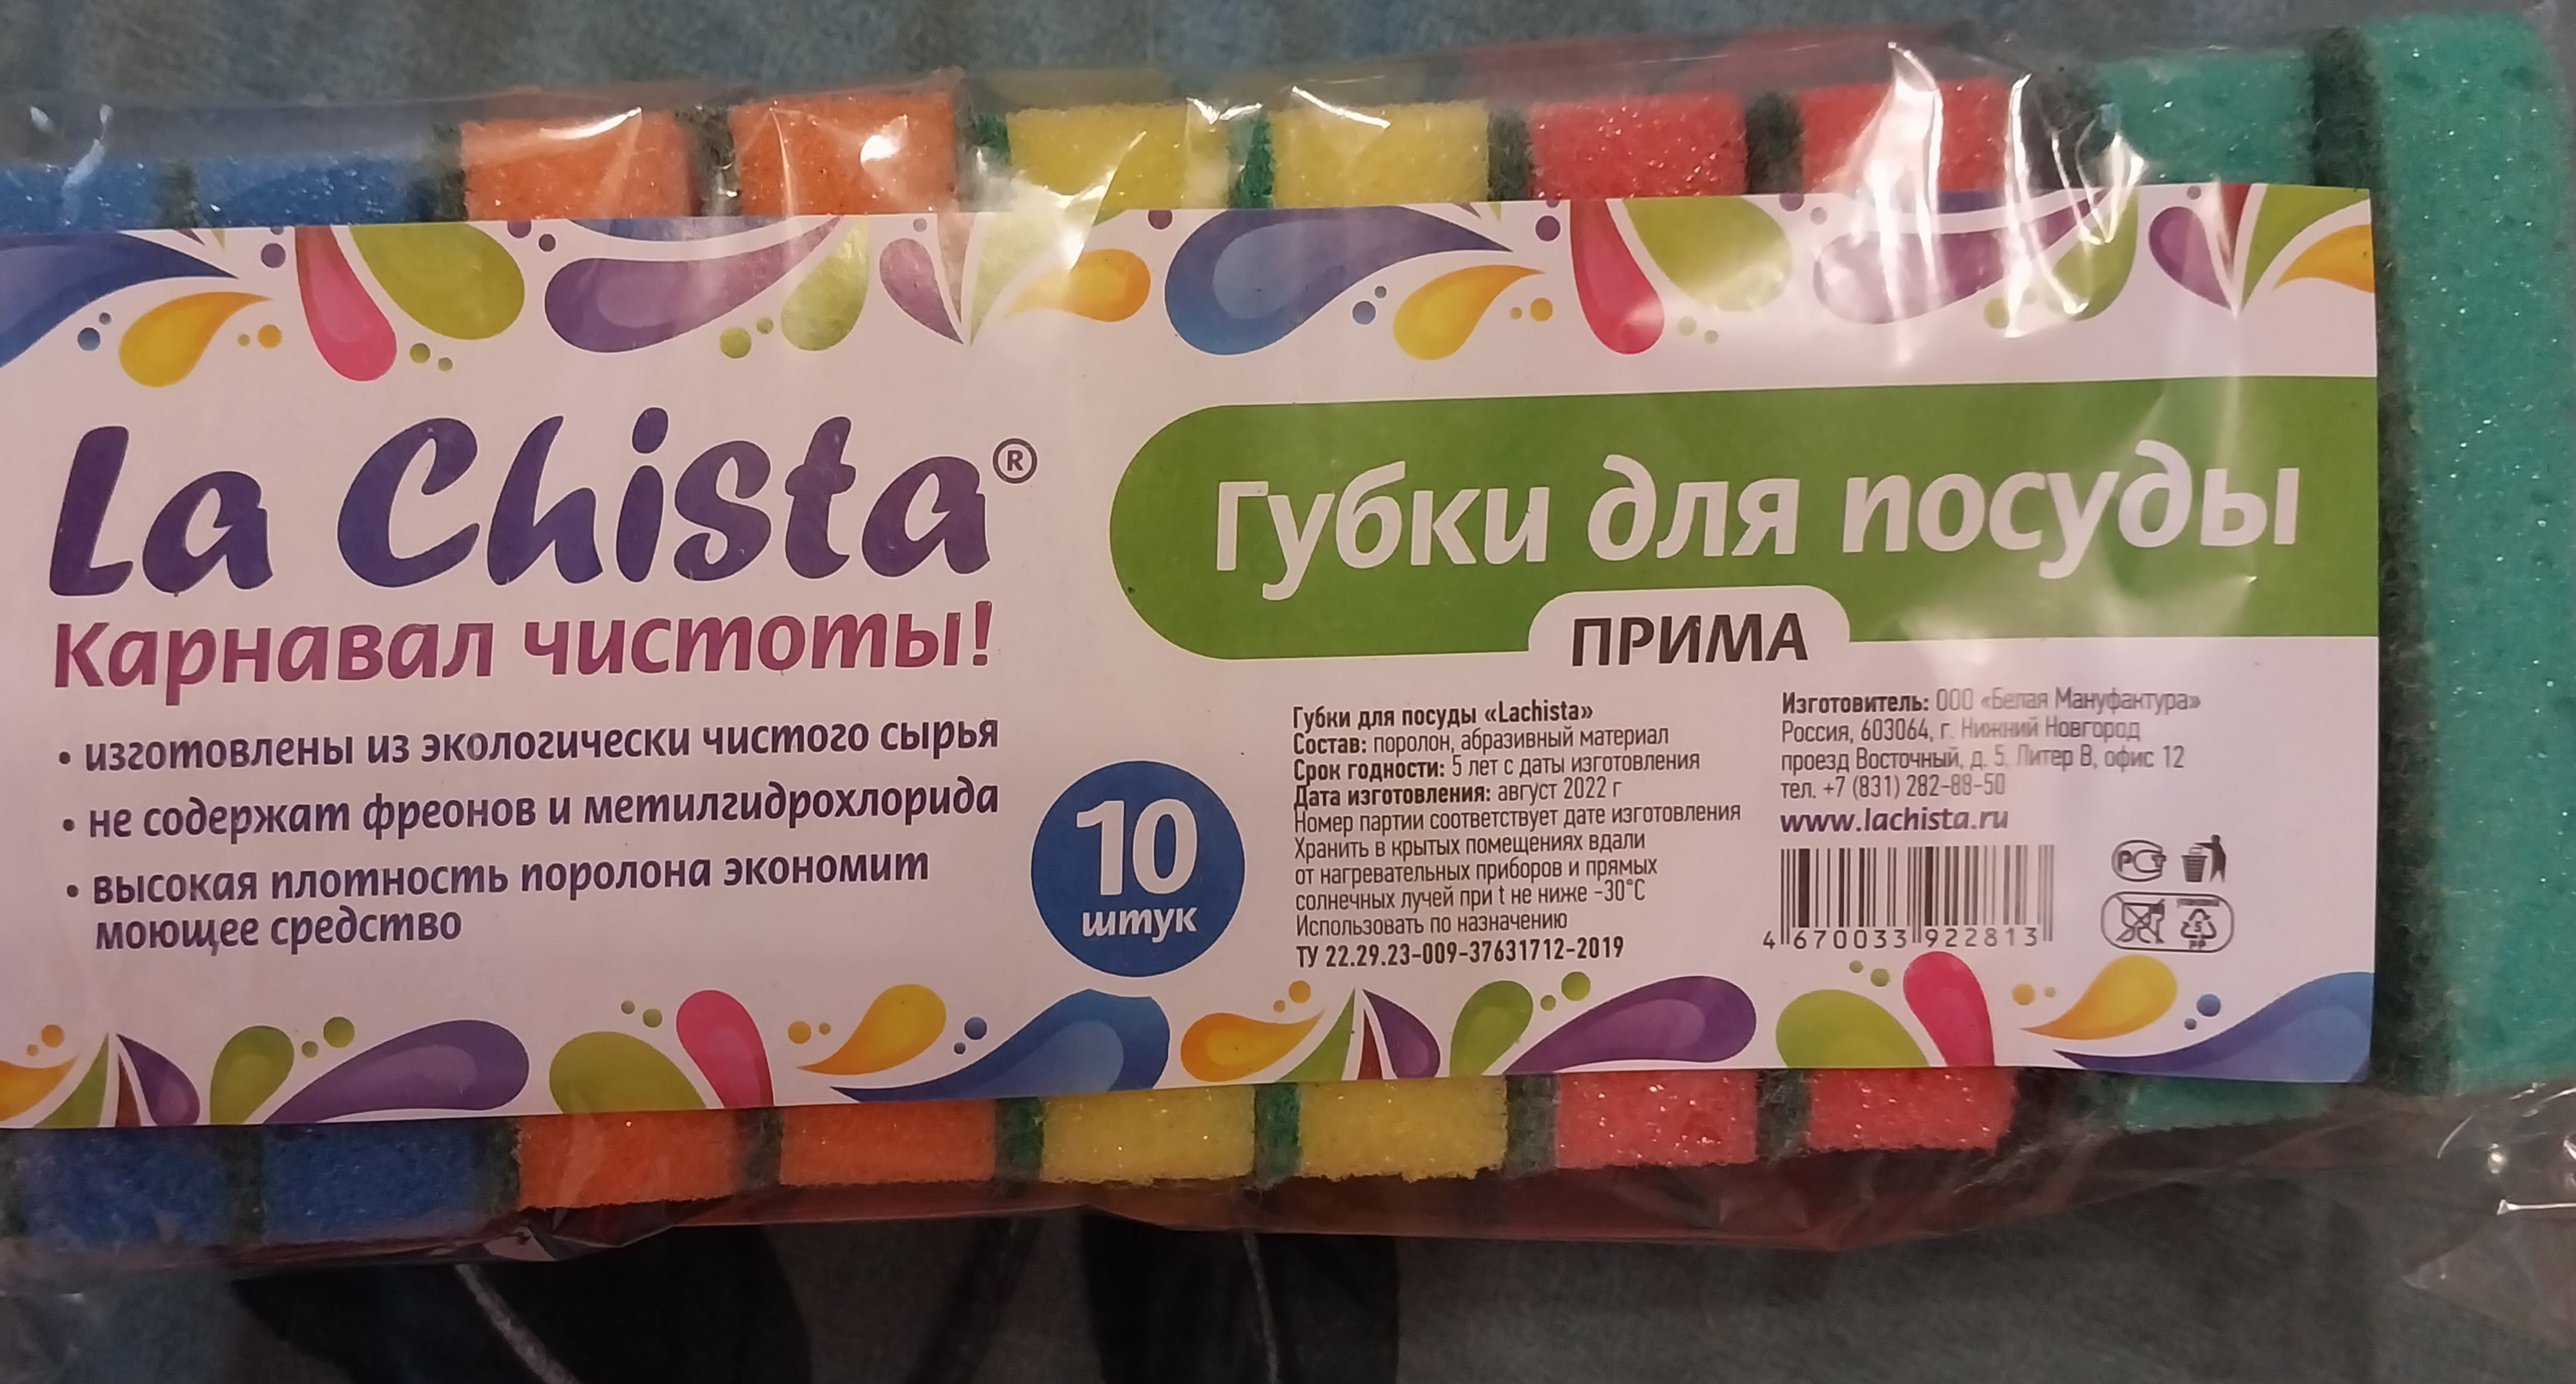 La Chista®
Карнавал чистоты!
• изготовлены из экологически чистого сырья
• не содержат фреонов и метилгидрохлорида
• высокая плотность поролона экономит
моющее средство
10
штук
Губки для посуды
ПРИМА
Губки для посуды «Lachista»
Состав: поролон, абразивный материал
Срок годности: 5 лет с даты изготовления
Дата изготовления: август 2022 г
Номер партии соответствует дате изготовления
Хранить в крытых помещениях вдали
от нагревательных приборов и прямых
солнечных лучей при t не ниже -30°С
Использовать по назначению
ТУ 22.29.23-009-37631712-2019
Изготовитель: ООО «Белая Мануфактура»
Россия, 603064, г. Нижний Новгород
проезд Восточный, д. 5, Литер В, офис 12
тел. +7 (831) 282-88-50
www.lachista.ru
4 670033 922813
РСТ
5
PP